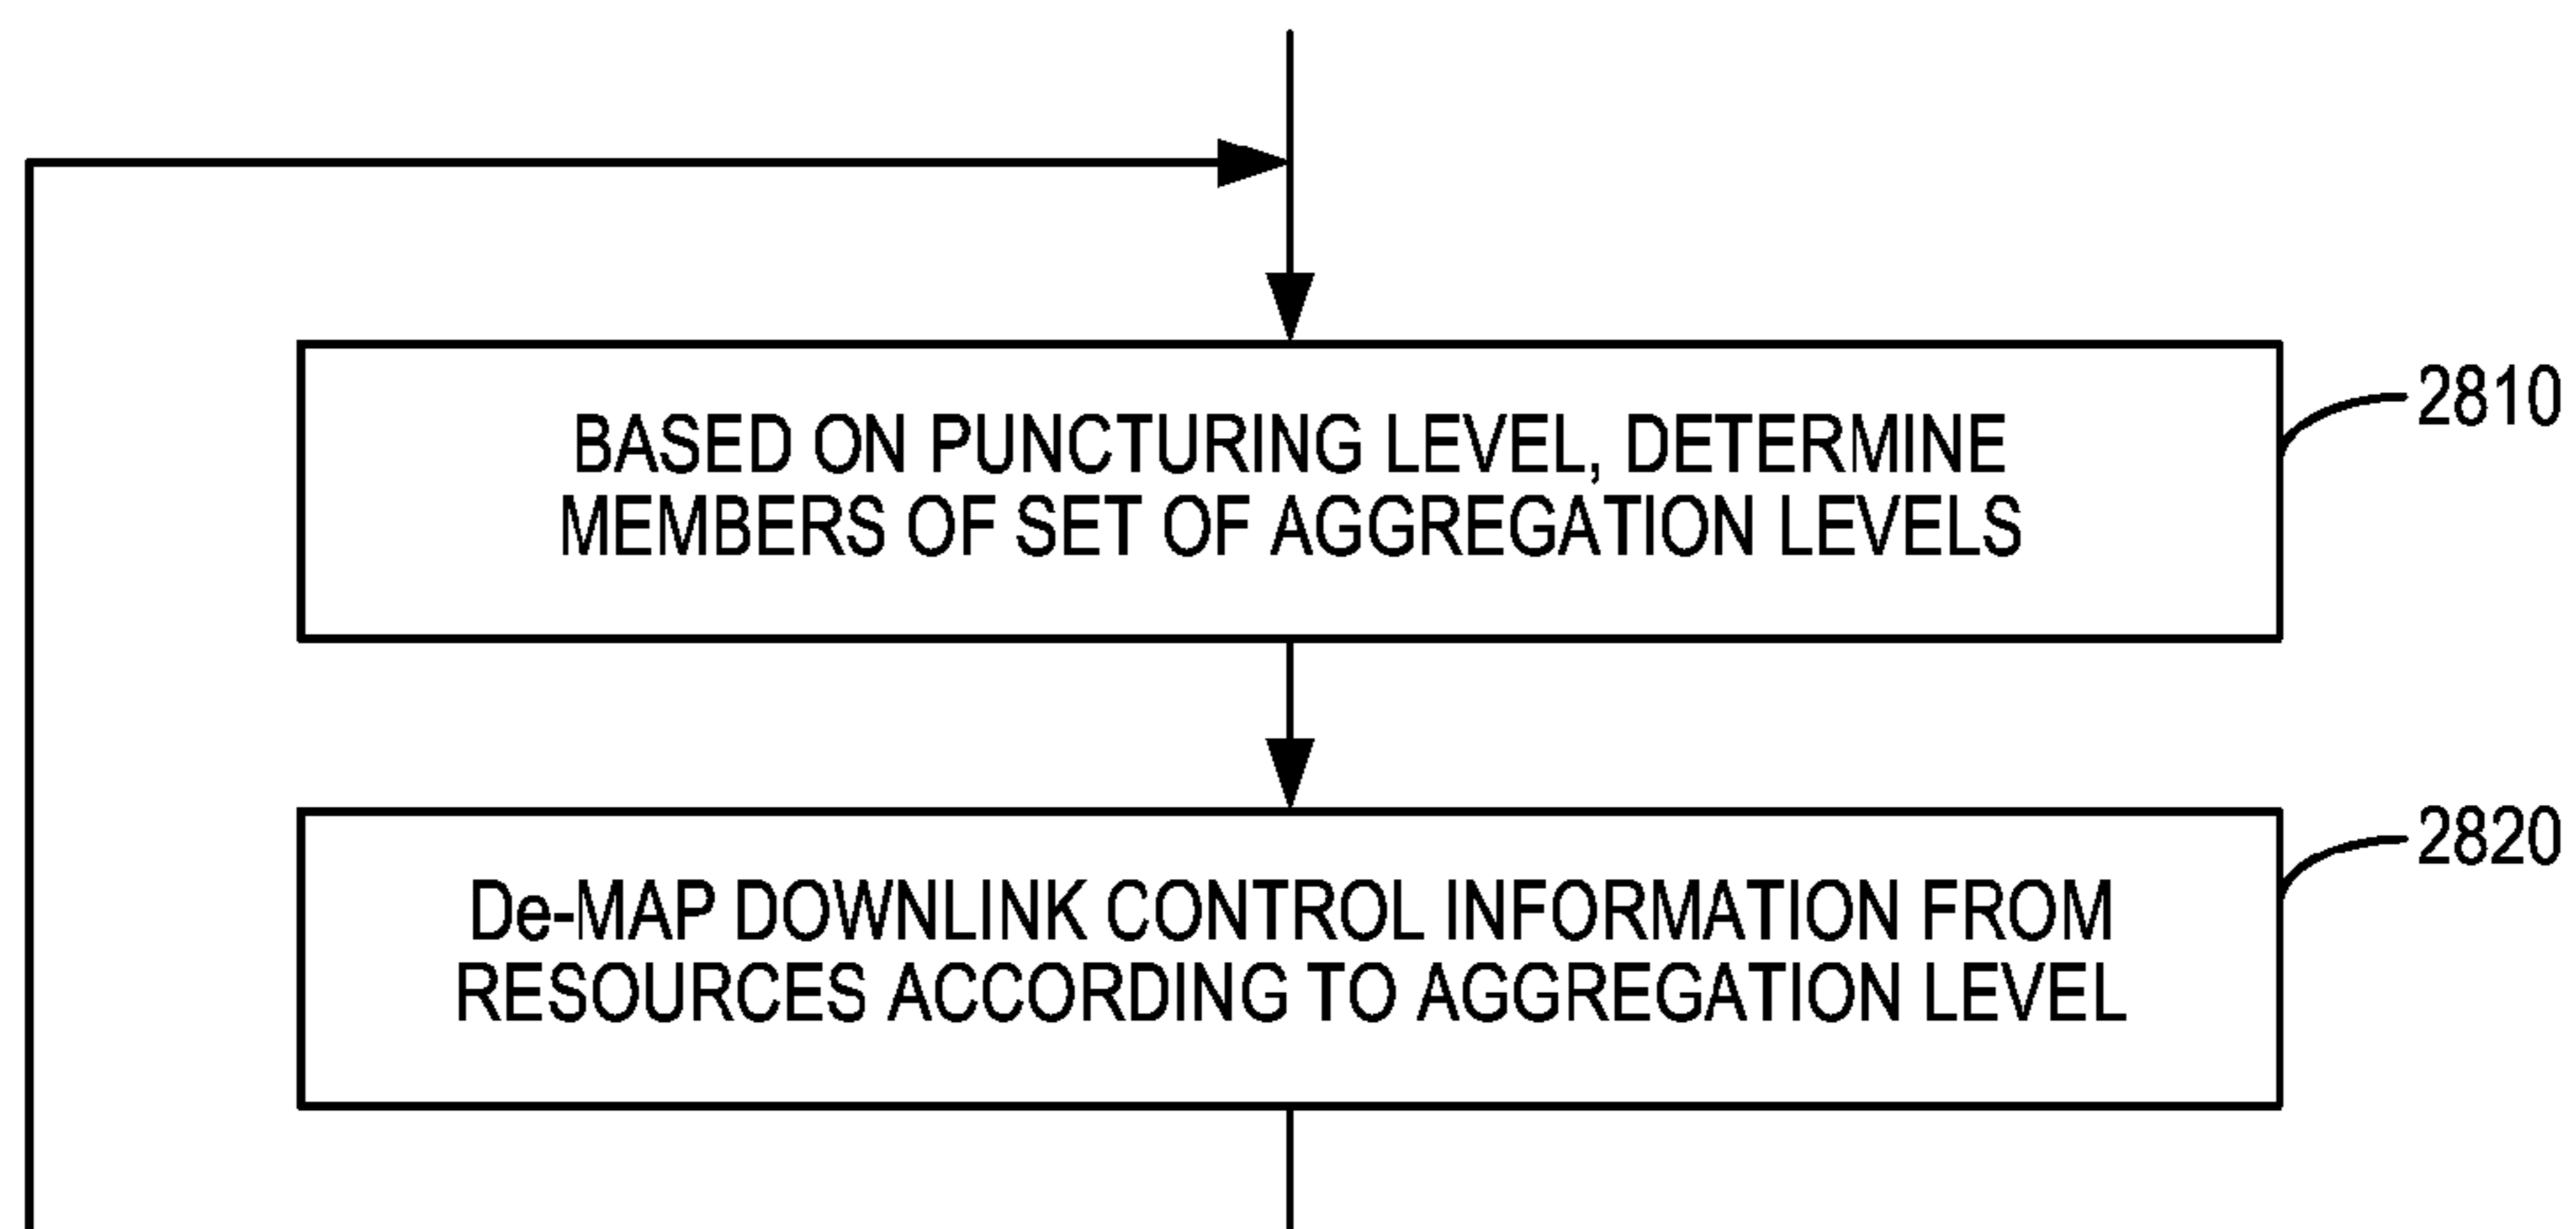 BASED ON PUNCTURING LEVEL, DETERMINE
MEMBERS OF SET OF AGGREGATION LEVELS
2810
De-MAP DOWNLINK CONTROL INFORMATION FROM
RESOURCES ACCORDING TO AGGREGATION LEVEL
2820